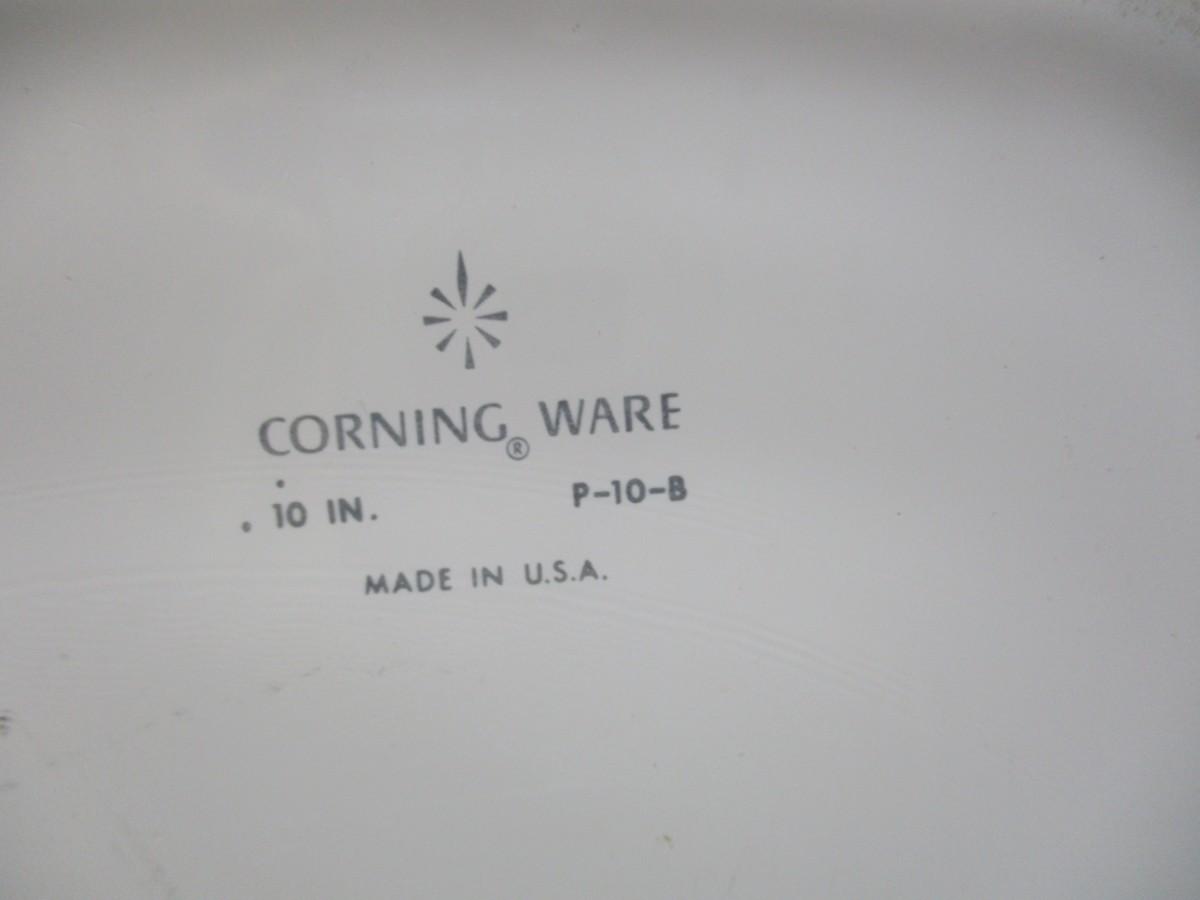 CORNING® WARE
10 IN. P-10-B
MADE IN U.S.A.